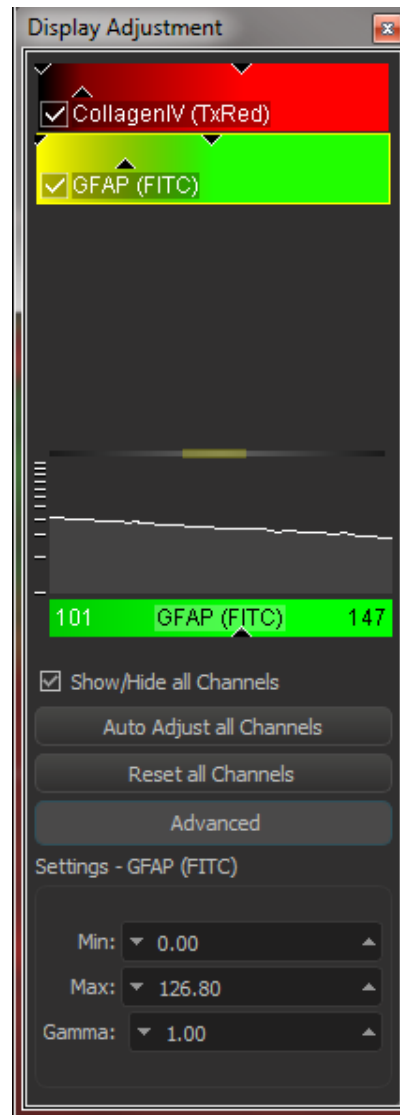 Display Adjustment
CollagenIV (TxRed)
GFAP (FITC)
101 GFAP (FITC) 147
Show/Hide all Channels
Auto Adjust all Channels
Reset all Channels
Advanced
Settings - GFAP (FITC)
Min: 0.00
Max: 126.80
Gamma: 1.00